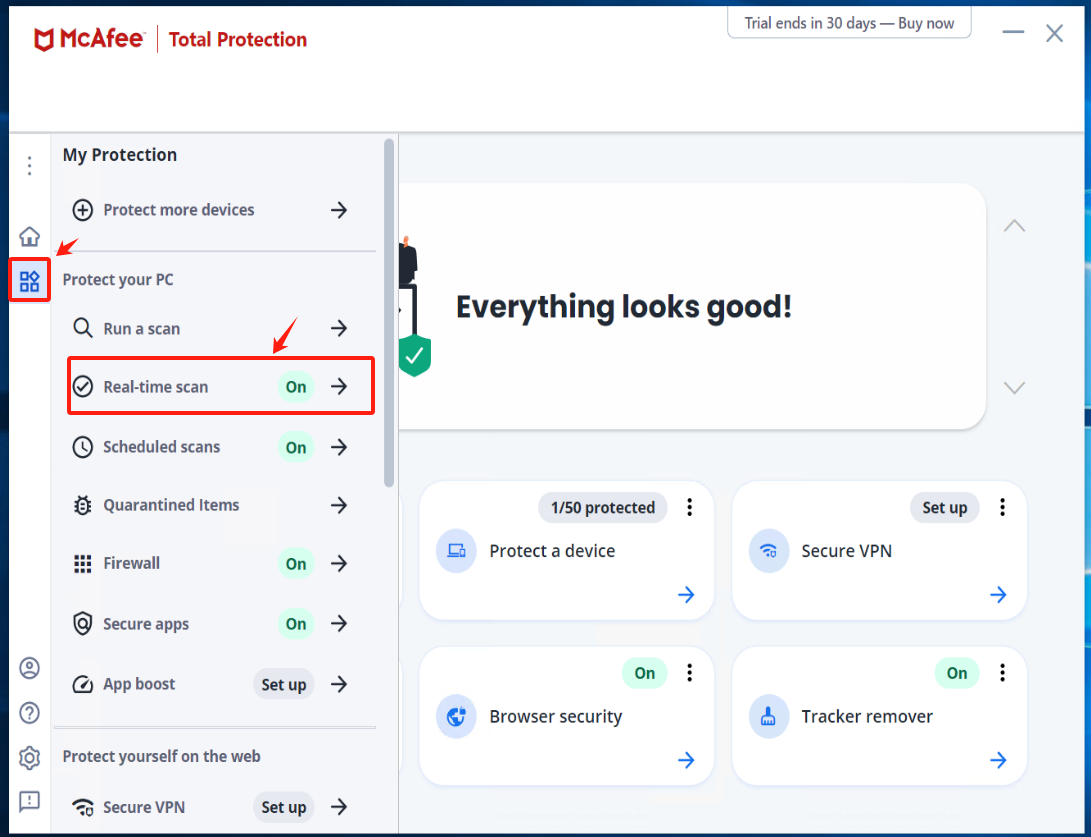 McAfee Total Protection
Trial ends in 30 days — Buy now
My Protection
Protect more devices
Protect your PC
Run a scan
Real-time scan On
Scheduled scans On
Quarantined Items
Firewall On
Secure apps On
App boost Set up
Protect yourself on the web
Secure VPN Set up
Everything looks good!
1/50 protected
Protect a device
Set up
Secure VPN
On
Browser security
On
Tracker remover